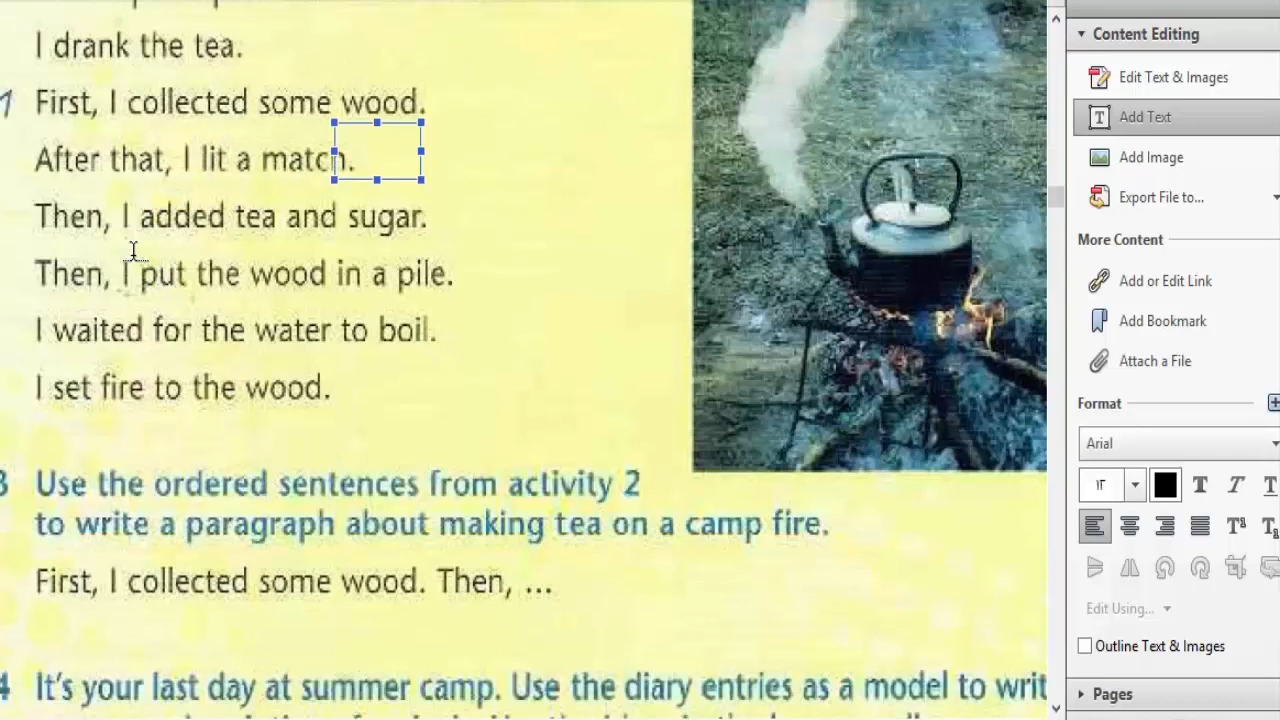 I drank the tea.
1 First, I collected some wood.
After that, I lit a match.
Then, I added tea and sugar.
Then, I put the wood in a pile.
I waited for the water to boil.
I set fire to the wood.
3 Use the ordered sentences from activity 2
to write a paragraph about making tea on a camp fire.
First, I collected some wood. Then, ...
4 It's your last day at summer camp. Use the diary entries as a model to writ
Content Editing
Edit Text & Images
Add Text
Add Image
Export File to...
More Content
Add or Edit Link
Add Bookmark
Attach a File
Format
Arial
١٣
Edit Using...
Outline Text & Images
Pages